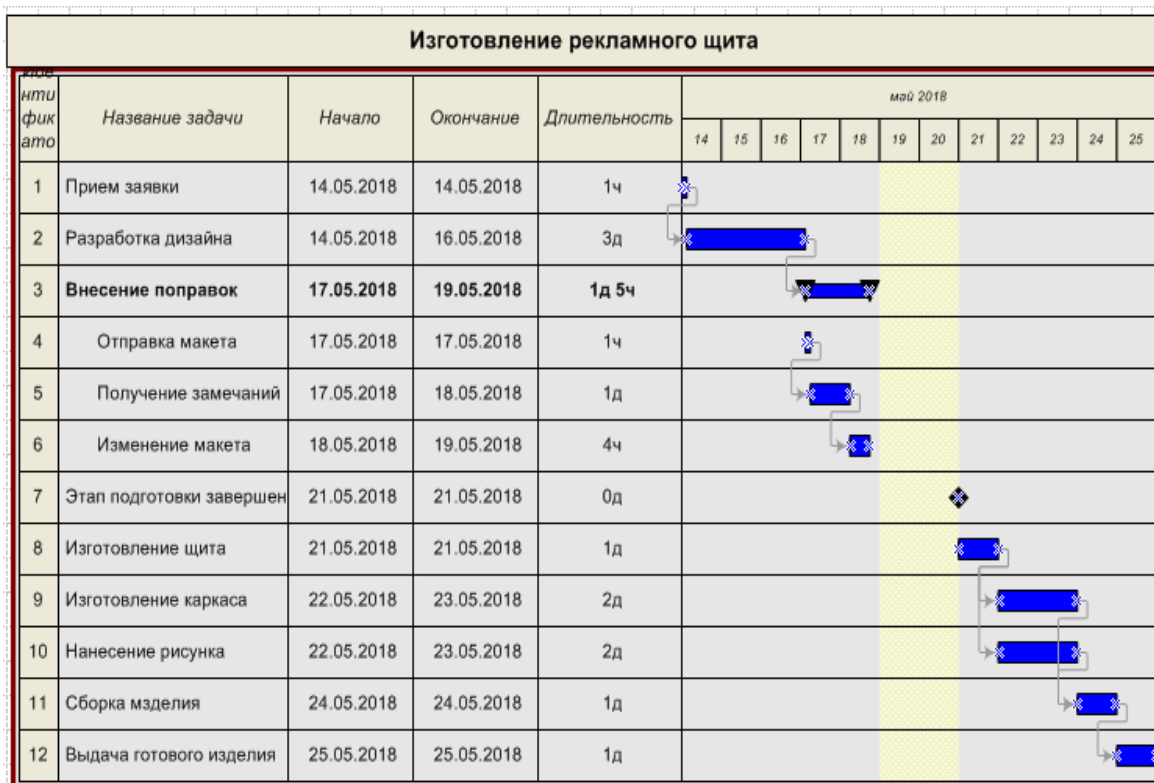 Изготовление рекламного щита
Иде
нти
фик
ато
Название задачи
Начало
Окончание
Длительность
май 2018
14 15 16 17 18 19 20 21 22 23 24 25
1 Прием заявки 14.05.2018 14.05.2018 1ч
2 Разработка дизайна 14.05.2018 16.05.2018 3д
3 Внесение поправок 17.05.2018 19.05.2018 1д 5ч
4 Отправка макета 17.05.2018 17.05.2018 1ч
5 Получение замечаний 17.05.2018 18.05.2018 1д
6 Изменение макета 18.05.2018 19.05.2018 4ч
7 Этап подготовки завершен 21.05.2018 21.05.2018 0д
8 Изготовление щита 21.05.2018 21.05.2018 1д
9 Изготовление каркаса 22.05.2018 23.05.2018 2д
10 Нанесение рисунка 22.05.2018 23.05.2018 2д
11 Сборка мзделия 24.05.2018 24.05.2018 1д
12 Выдача готового изделия 25.05.2018 25.05.2018 1д